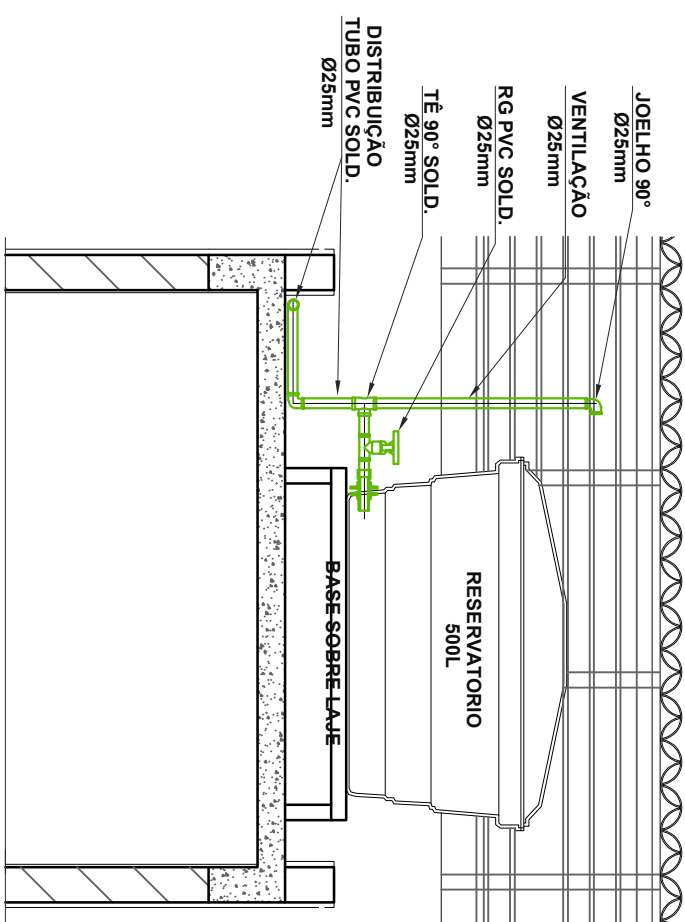 JOELHO 90°
Ø25mm
VENTILAÇÃO
Ø25mm
RG PVC SOLD.
Ø25mm
TÊ 90° SOLD.
Ø25mm
DISTRIBUIÇÃO
TUBO PVC SOLD.
Ø25mm
RESERVATORIO
500L
BASE SOBRE LAJE